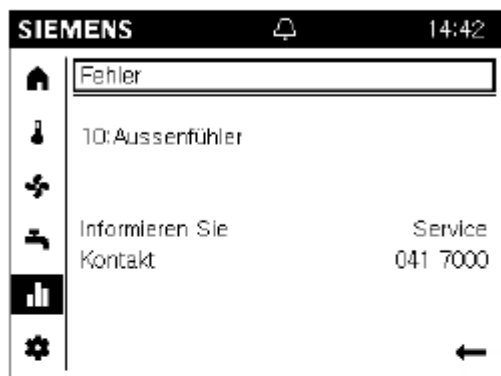 SIEMENS 14:42
Fehler
10:Aussenfühler
Informieren Sie Service
Kontakt 041 7000